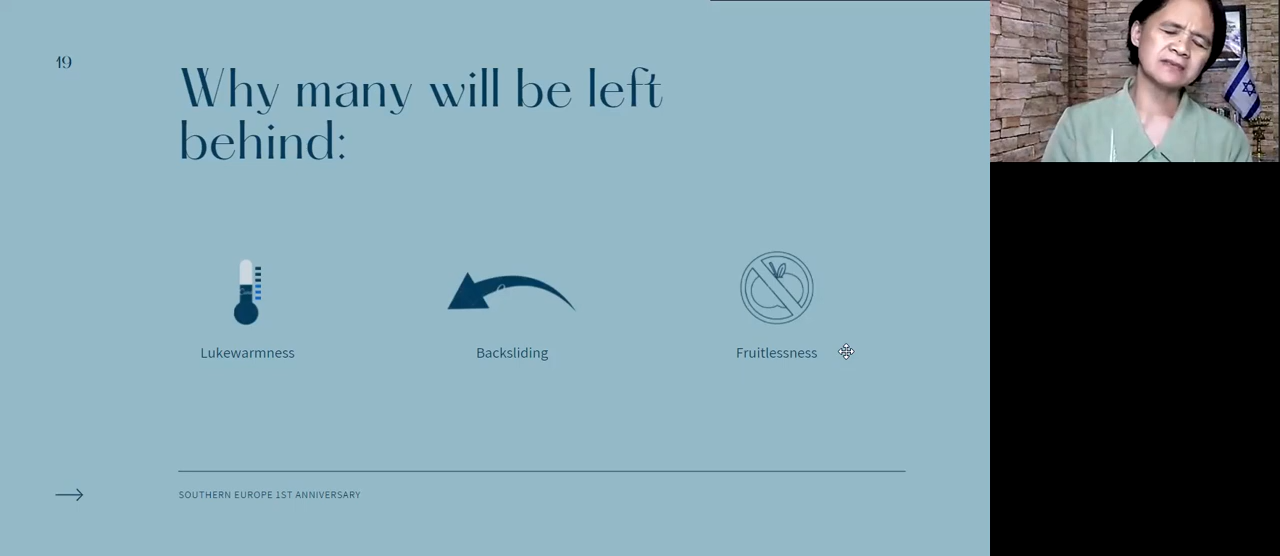 19
Why many will be left
behind:
Lukewarmness
Backsliding
Fruitlessness
SOUTHERN EUROPE 1ST ANNIVERSARY